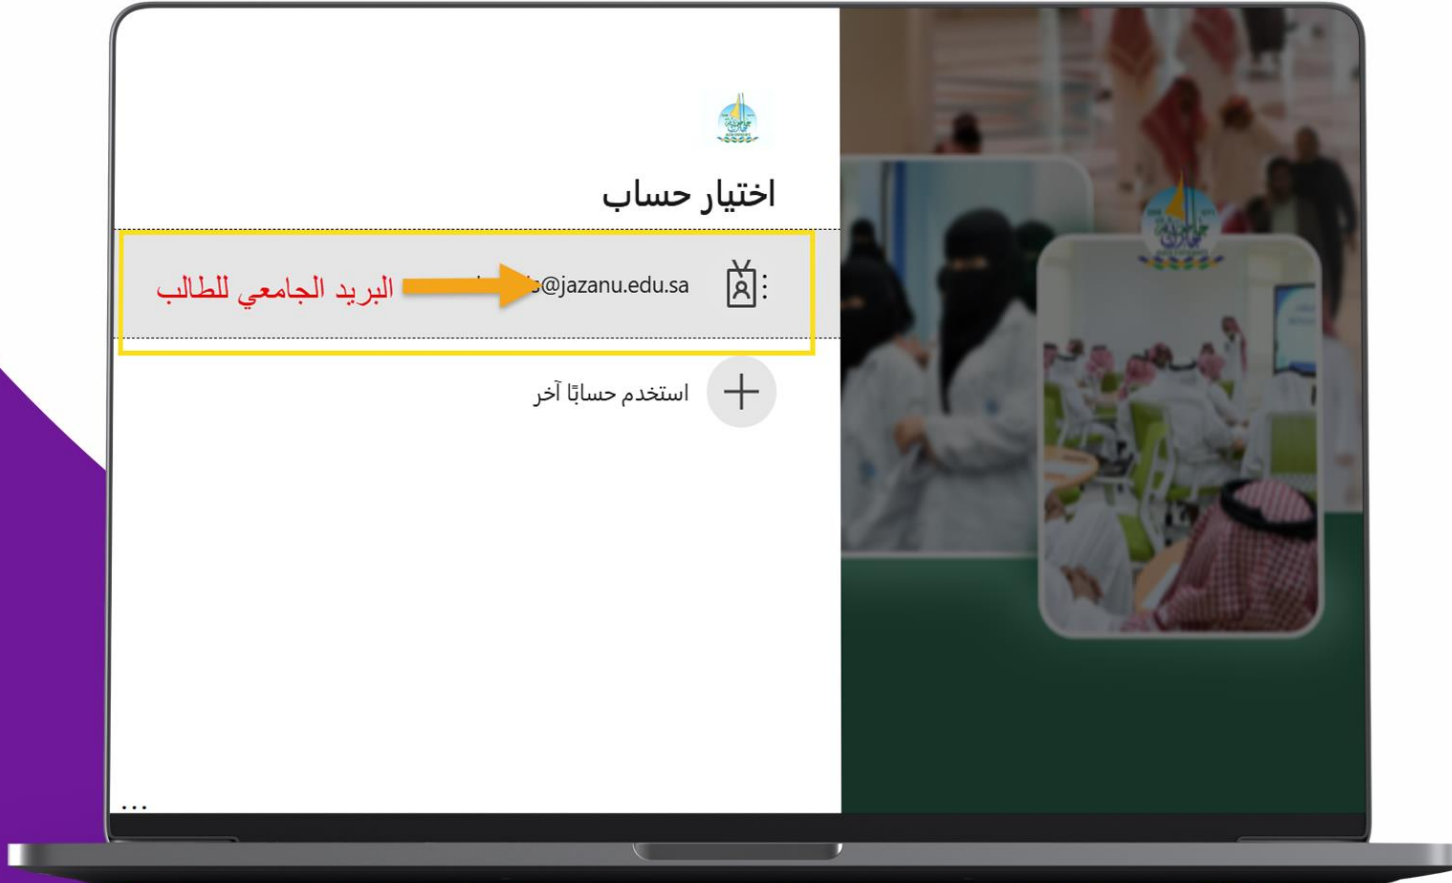 اختيار حساب
@jazanu.edu.sa
البريد الجامعي للطالب
استخدم حسابًا آخر
...